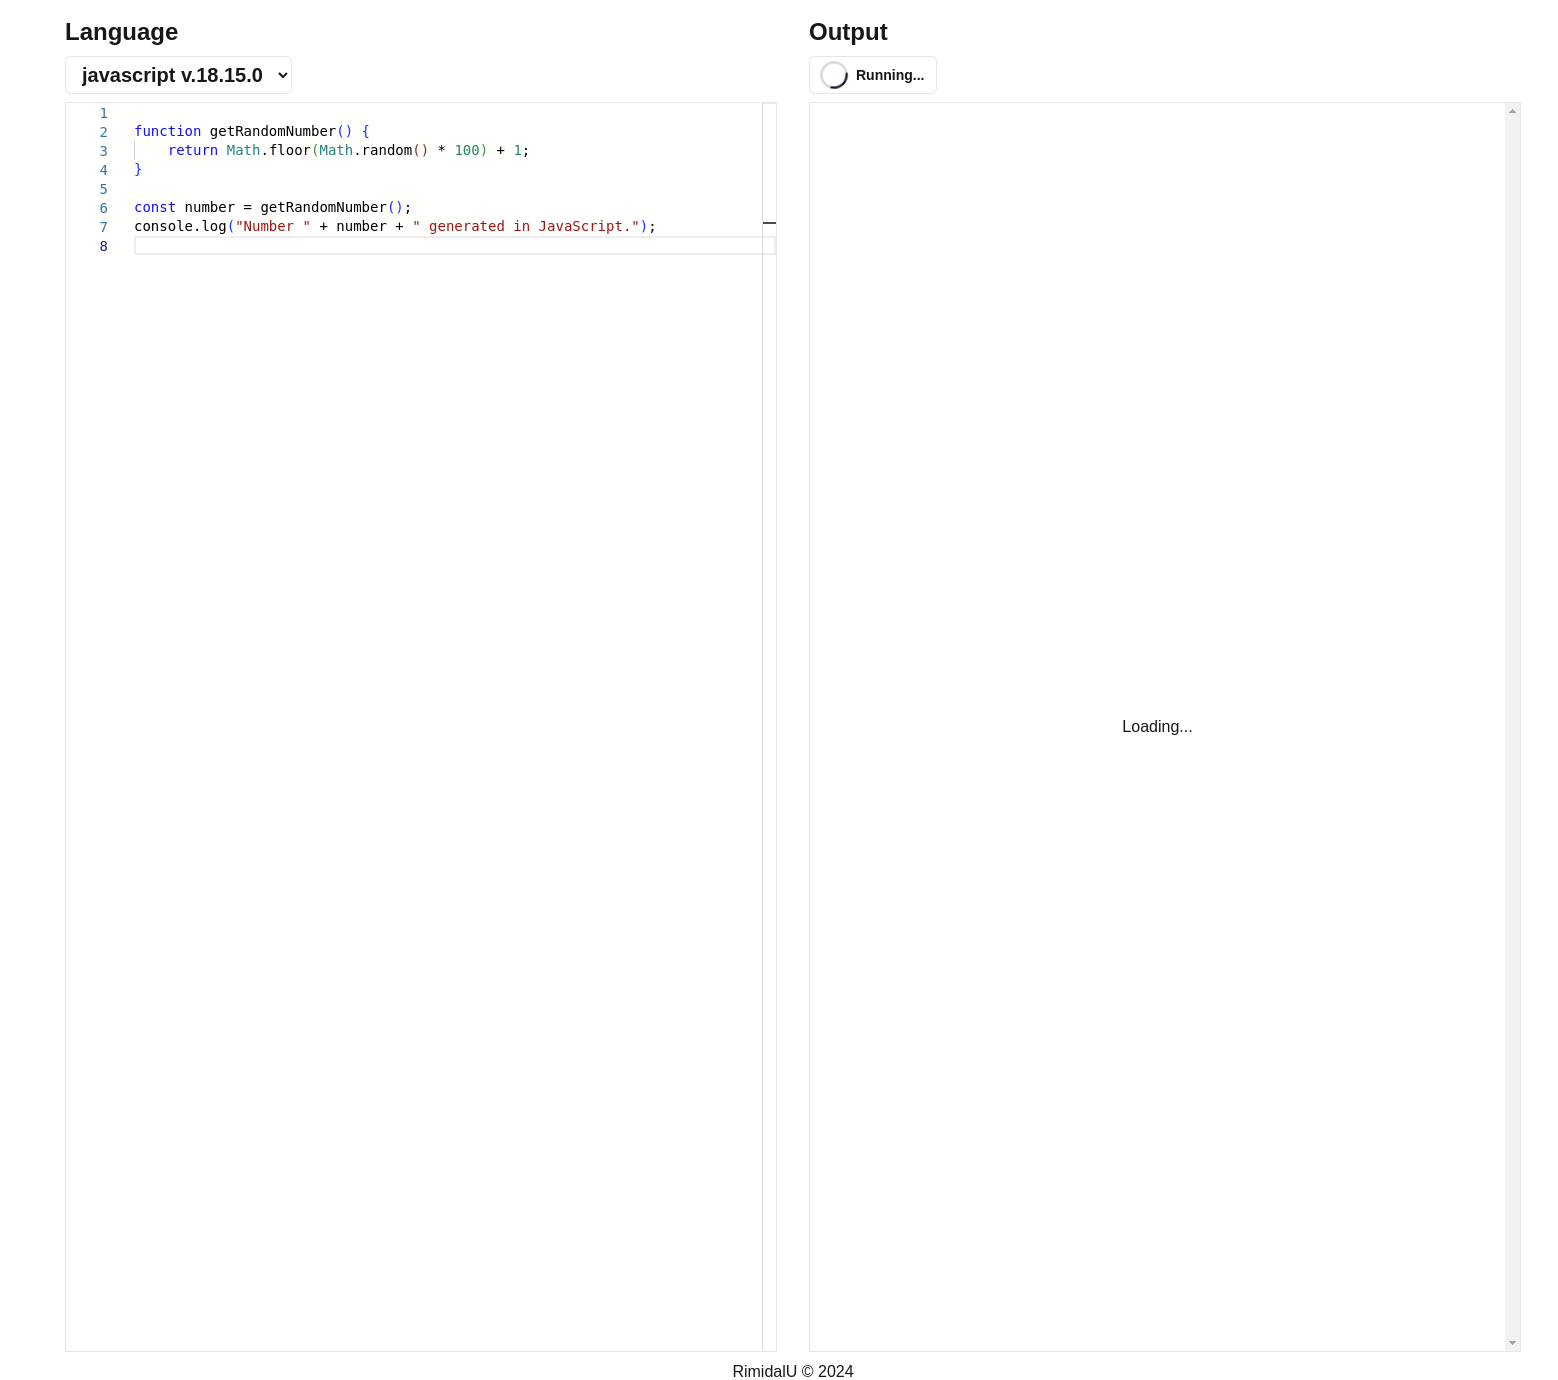 Language
javascript v.18.15.0
1
2 function getRandomNumber() {
3     return Math.floor(Math.random() * 100) + 1;
4 }
5
6 const number = getRandomNumber();
7 console.log("Number " + number + " generated in JavaScript.");
8
Output
Running...
Loading...
RimidalU © 2024